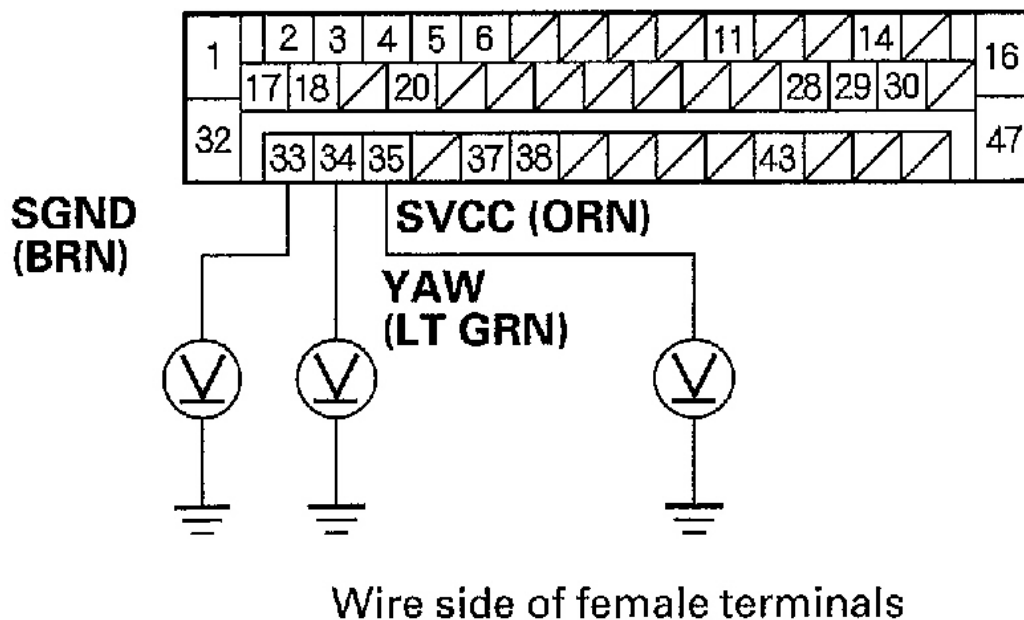 1 2 3 4 5 6 11 14 16
17 18 20 28 29 30
32 33 34 35 37 38 43 47
SGND
(BRN)
SVCC (ORN)
YAW
(LT GRN)
V V V
Wire side of female terminals